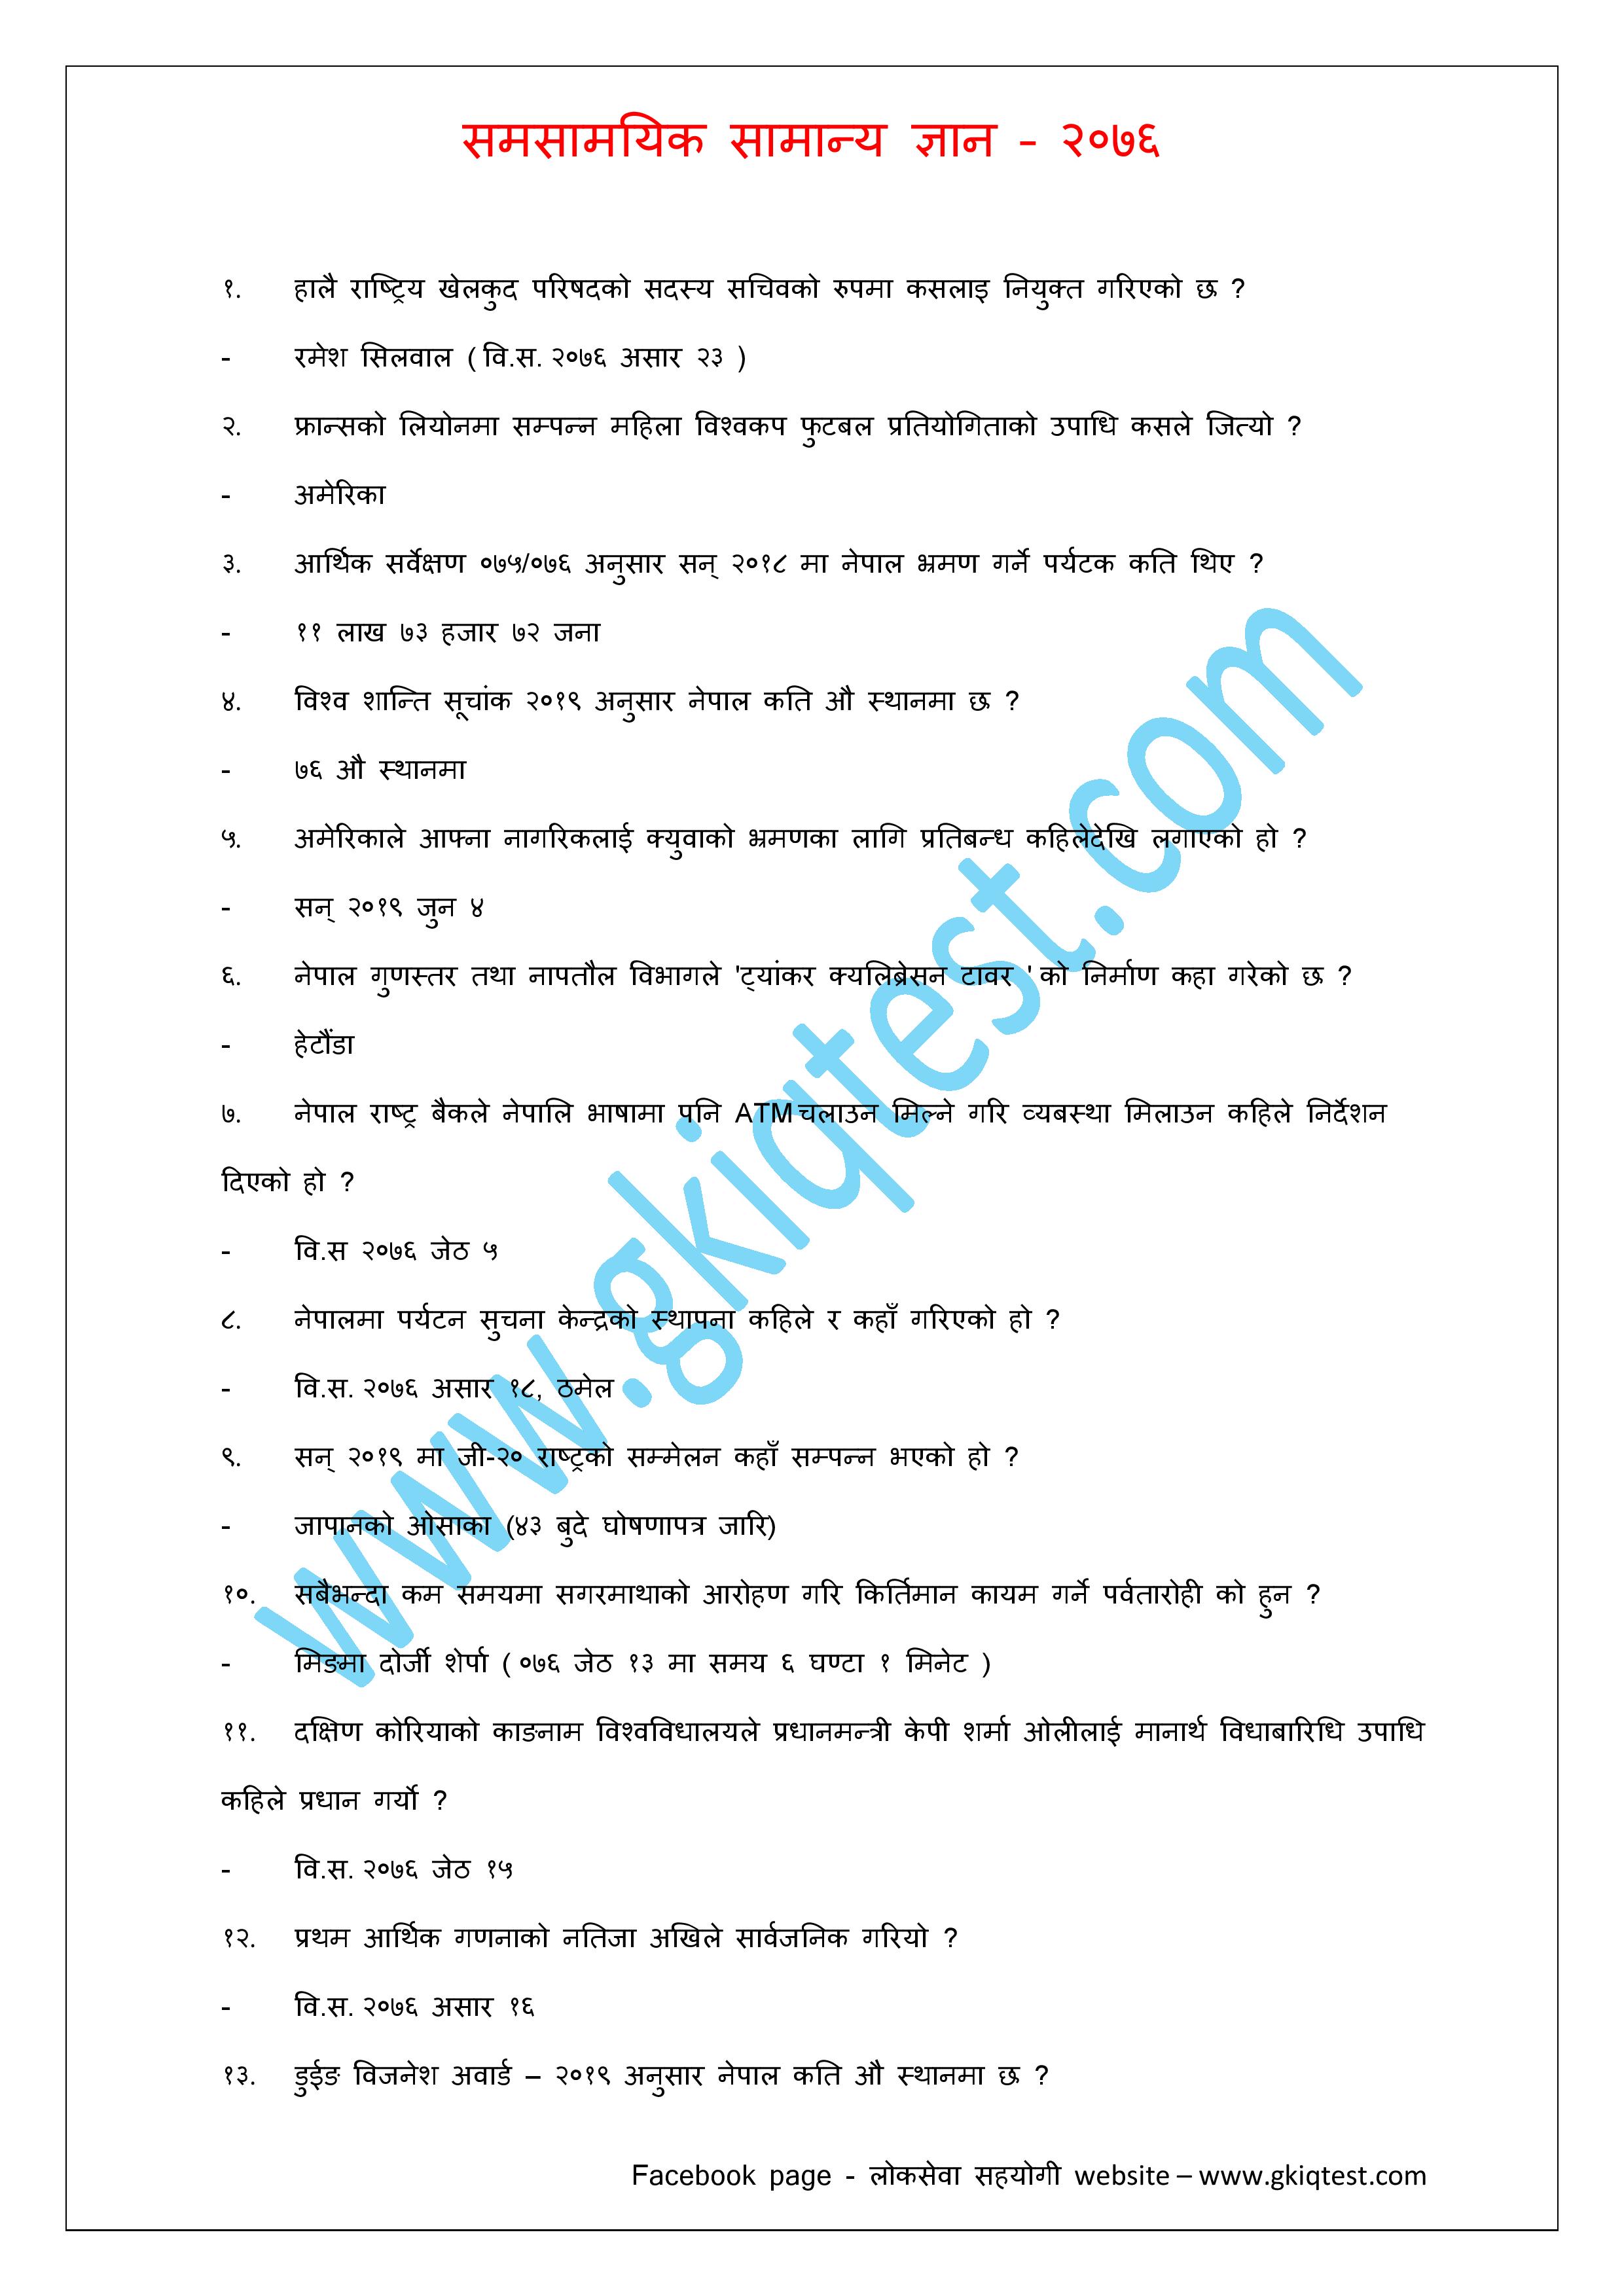 समसामयिक सामान्य ज्ञान - २०७६
१. हालै राष्ट्रिय खेलकुद परिषदको सदस्य सचिवको रुपमा कसलाइ नियुक्त गरिएको छ ?
- रमेश सिलवाल ( वि.स. २०७६ असार २३ )
२. फ्रान्सको लियोनमा सम्पन्न महिला विश्वकप फुटबल प्रतियोगिताको उपाधि कसले जित्यो ?
- अमेरिका
३. आर्थिक सर्वेक्षण ०७५/०७६ अनुसार सन् २०१८ मा नेपाल भ्रमण गर्ने पर्यटक कति थिए ?
- ११ लाख ७३ हजार ७२ जना
४. विश्व शान्ति सूचांक २०१९ अनुसार नेपाल कति औ स्थानमा छ ?
- ७६ औ स्थानमा
५. अमेरिकाले आफ्ना नागरिकलाई क्युवाको भ्रमणका लागि प्रतिबन्ध कहिलेदेखि लगाएको हो ?
- सन् २०१९ जुन ४
६. नेपाल गुणस्तर तथा नापतौल विभागले 'ट्यांकर क्यलिब्रेसन टावर ' को निर्माण कहा गरेको छ ?
- हेटौंडा
७. नेपाल राष्ट्र बैकले नेपालि भाषामा पनि ATM चलाउन मिल्ने गरि व्यबस्था मिलाउन कहिले निर्देशन
दिएको हो ?
- वि.स २०७६ जेठ ५
८. नेपालमा पर्यटन सुचना केन्द्रको स्थापना कहिले र कहाँ गरिएको हो ?
- वि.स. २०७६ असार १८, ठमेल
९. सन् २०१९ मा जी-२० राष्ट्रको सम्मेलन कहाँ सम्पन्न भएको हो ?
- जापानको ओसाका (४३ बुदे घोषणापत्र जारि)
१०. सबैभन्दा कम समयमा सगरमाथाको आरोहण गरि किर्तिमान कायम गर्ने पर्वतारोही को हुन ?
- मिङमा दोर्जी शेर्पा ( ०७६ जेठ १३ मा समय ६ घण्टा १ मिनेट )
११. दक्षिण कोरियाको काङनाम विश्वविधालयले प्रधानमन्त्री केपी शर्मा ओलीलाई मानार्थ विधाबारिधि उपाधि
कहिले प्रधान गर्यो ?
- वि.स. २०७६ जेठ १५
१२. प्रथम आर्थिक गणनाको नतिजा अखिले सार्वजनिक गरियो ?
- वि.स. २०७६ असार १६
१३. डुईङ विजनेश अवार्ड – २०१९ अनुसार नेपाल कति औ स्थानमा छ ?
Facebook page - लोकसेवा सहयोगी website – www.gkiqtest.com
www.gkiqtest.com